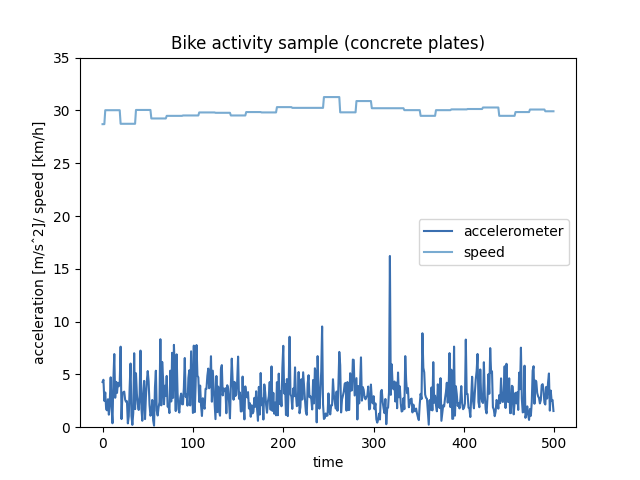 Bike activity sample (concrete plates)
acceleration [m/s^2]/ speed [km/h]
35
30
25
20
15
10
5
0
accelerometer
speed
0 100 200 300 400 500
time